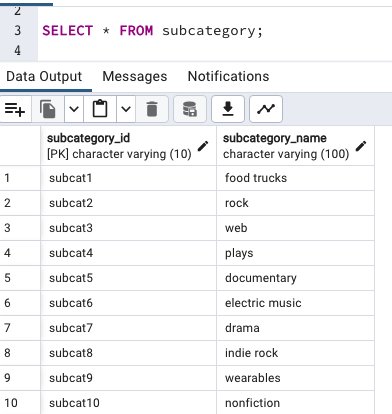 2
3 SELECT * FROM subcategory;
4
Data Output Messages Notifications
subcategory_id subcategory_name
[PK] character varying (10) character varying (100)
1 subcat1 food trucks
2 subcat2 rock
3 subcat3 web
4 subcat4 plays
5 subcat5 documentary
6 subcat6 electric music
7 subcat7 drama
8 subcat8 indie rock
9 subcat9 wearables
10 subcat10 nonfiction